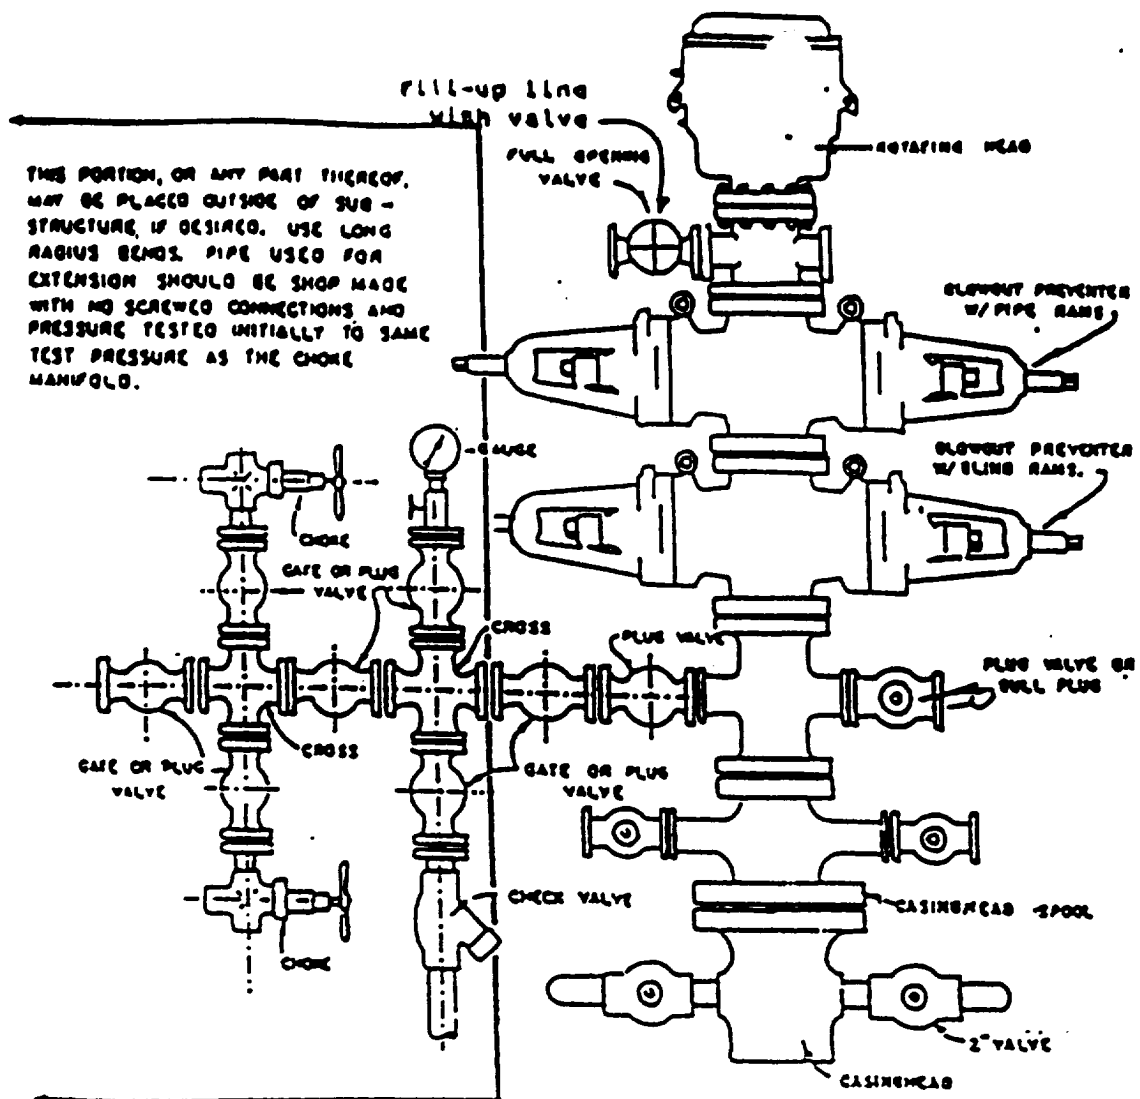 Fill-up line
with valve
FULL OPENING
VALVE
ROTATING HEAD
THIS PORTION, OR ANY PART THEREOF,
MAY BE PLACED OUTSIDE OF SUB-
STRUCTURE, IF DESIRED. USE LONG
RADIUS BENDS. PIPE USED FOR
EXTENSION SHOULD BE SHOP MADE
WITH NO SCREWED CONNECTIONS AND
PRESSURE TESTED INITIALLY TO SAME
TEST PRESSURE AS THE CHOKE
MANIFOLD.
BLOWOUT PREVENTER
W/ PIPE RAMS.
GAUGE
BLOWOUT PREVENTER
W/ BLIND RAMS.
CHOKE
GATE OR PLUG
VALVE
CROSS
PLUG VALVE
PLUG VALVE OR
BULL PLUG
CROSS
GATE OR PLUG
VALVE
GATE OR PLUG
VALVE
CHECK VALVE
CASINGHEAD SPOOL
CHOKE
2" VALVE
CASINGHEAD